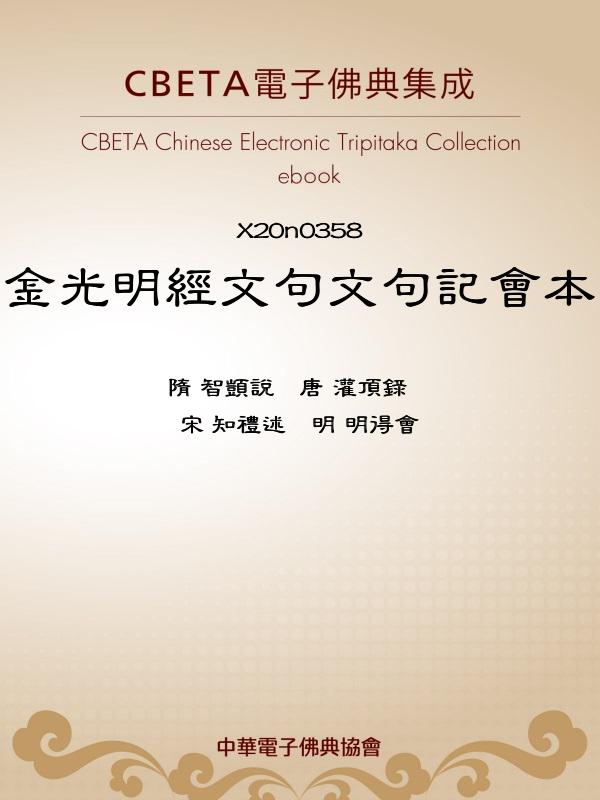 CBETA電子佛典集成
CBETA Chinese Electronic Tripitaka Collection
ebook
X20n0358
金光明經文句文句記會本
隋 智顗說　唐 灌頂錄
宋 知禮述　明 明得會
中華電子佛典協會